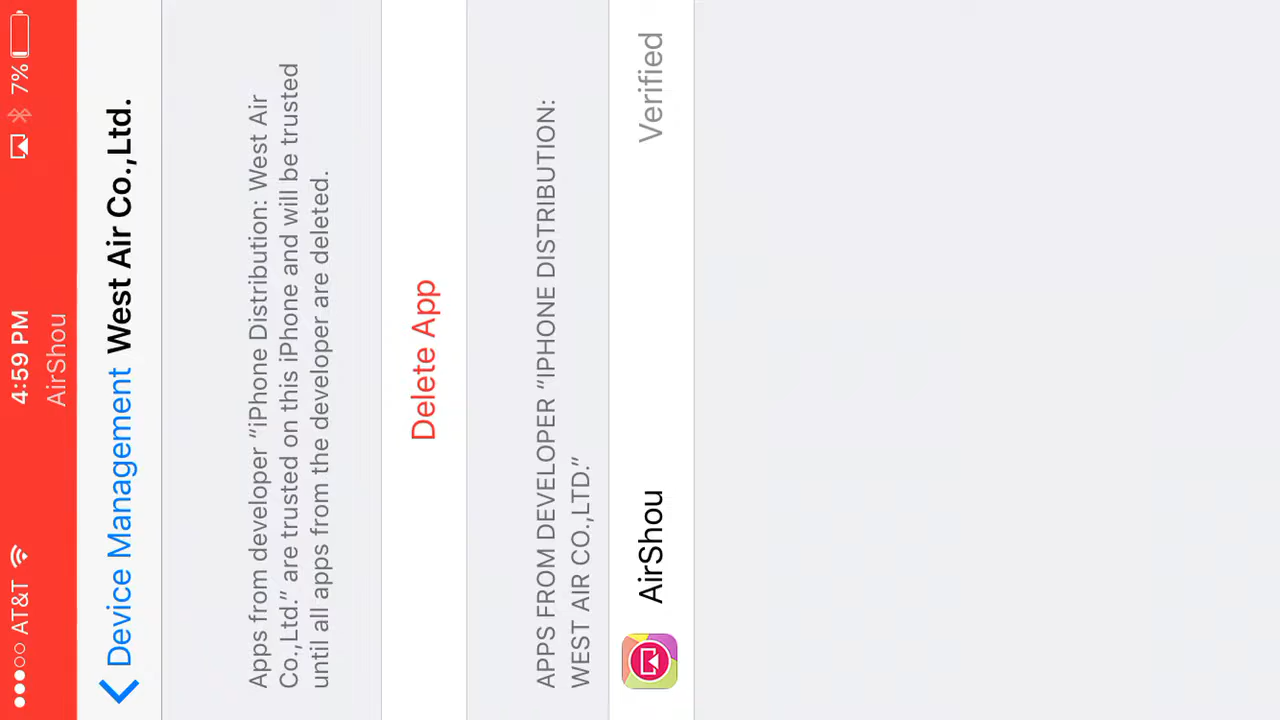 AT&T 4:59 PM 7%
AirShou
Device Management West Air Co.,Ltd.
Apps from developer “iPhone Distribution: West Air
Co.,Ltd.” are trusted on this iPhone and will be trusted
until all apps from the developer are deleted.
Delete App
APPS FROM DEVELOPER “IPHONE DISTRIBUTION:
WEST AIR CO.,LTD.”
AirShou Verified